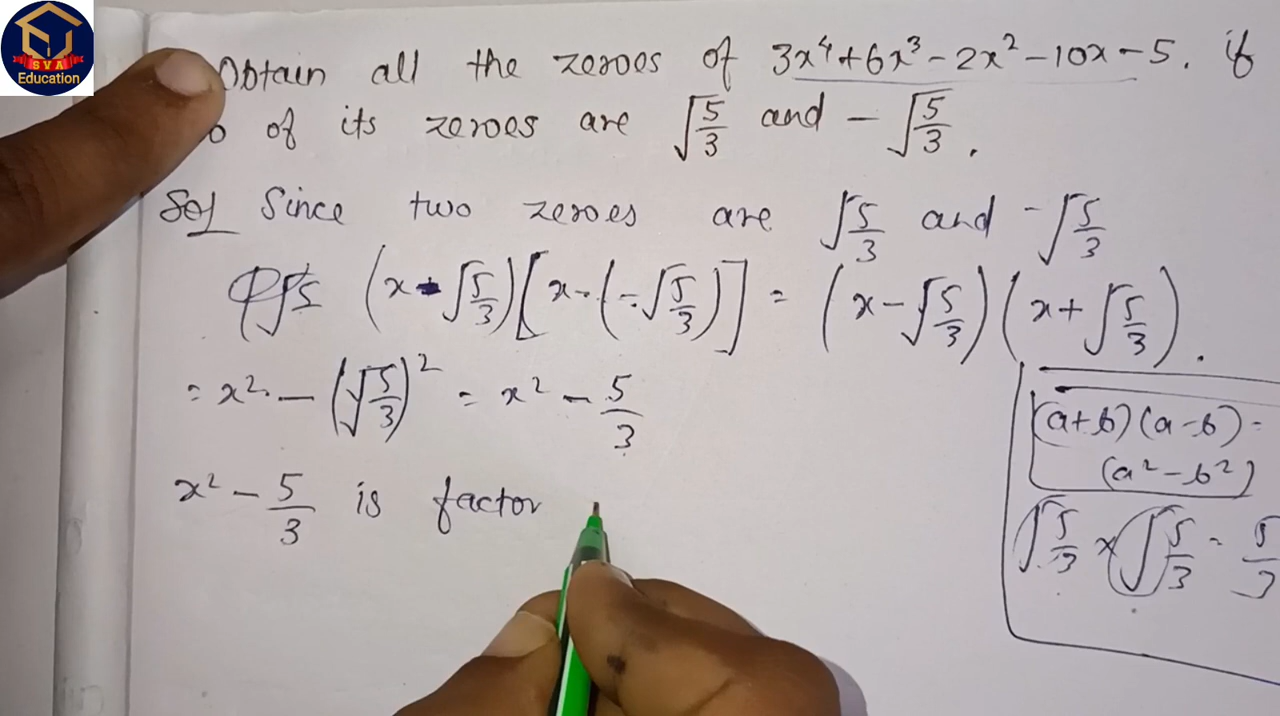 SVA
Education
Obtain all the zeroes of 3x⁴+6x³-2x²-10x-5. if
of its zeroes are √5/3 and -√5/3.
Sol Since two zeroes are √5/3 and -√5/3
(x-√5/3)[x-(-√5/3)] = (x-√5/3)(x+√5/3).
= x² - (√5/3)² = x² - 5/3
x² - 5/3 is factor
(a+b)(a-b) =
(a²-b²)
√5/3 × √5/3 = 5/3